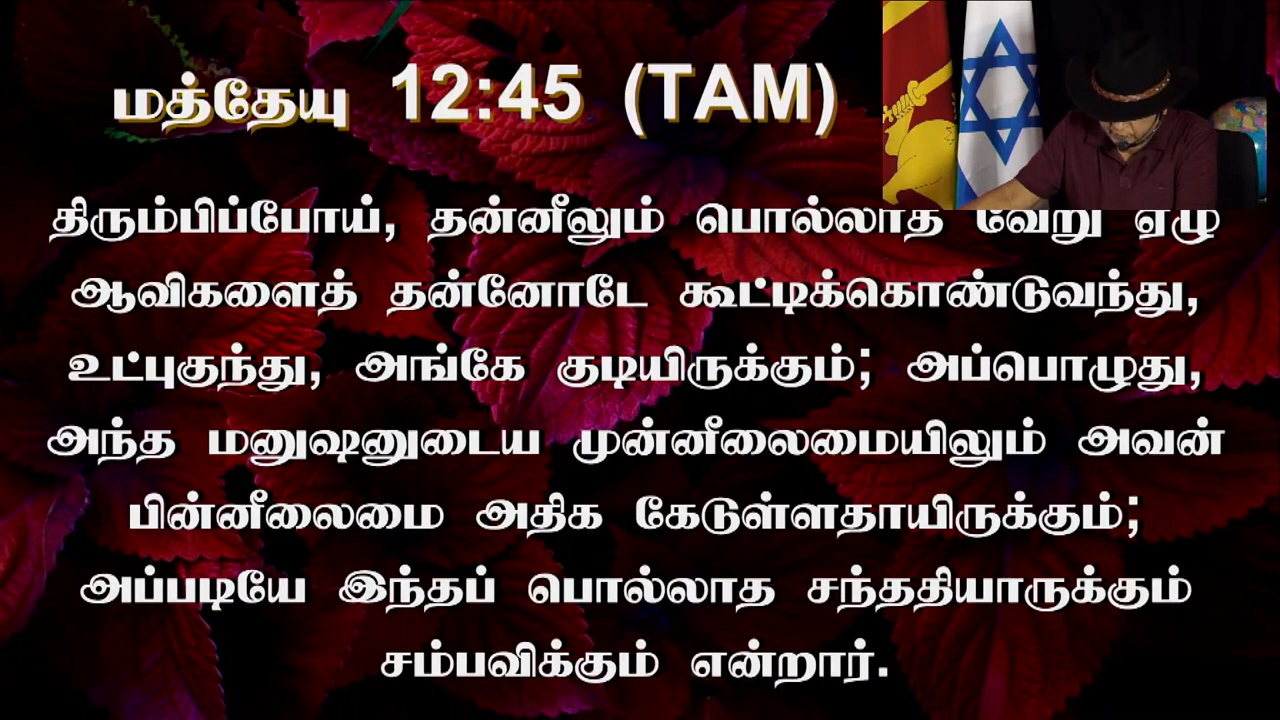 மத்தேயு 12:45 (TAM)
திரும்பிப்போய், தன்னீலும் பொல்லாத வேறு ஏழு
ஆவிகளைத் தன்னோடே கூட்டிக்கொண்டுவந்து,
உட்புகுந்து, அங்கே குடியிருக்கும்; அப்பொழுது,
அந்த மனுஷனுடைய முன்னீலைமையிலும் அவன்
பின்னீலைமை அதிக கேடுள்ளதாயிருக்கும்;
அப்படியே இந்தப் பொல்லாத சந்ததியாருக்கும்
சம்பவிக்கும் என்றார்.